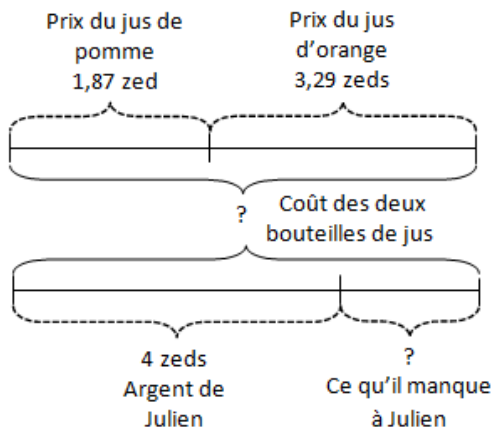 Prix du jus de
pomme
1,87 zed
Prix du jus
d'orange
3,29 zeds
?
Coût des deux
bouteilles de jus
4 zeds
Argent de
Julien
?
Ce qu'il manque
à Julien